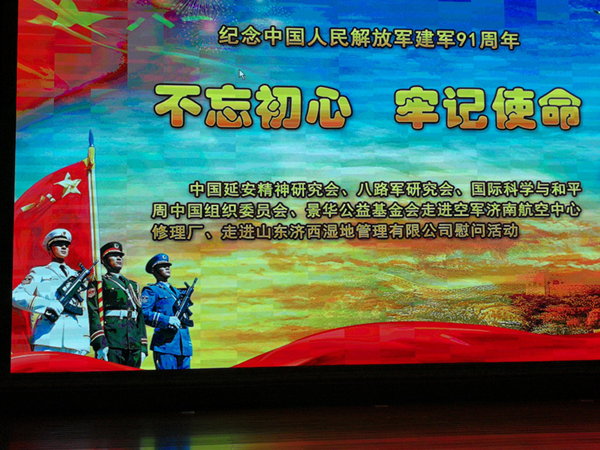 纪念中国人民解放军建军91周年
不忘初心 牢记使命
中国延安精神研究会、八路军研究会、国际科学与和平
周中国组织委员会、景华公益基金会走进空军济南航空中心
修理厂、走进山东济西湿地管理有限公司慰问活动